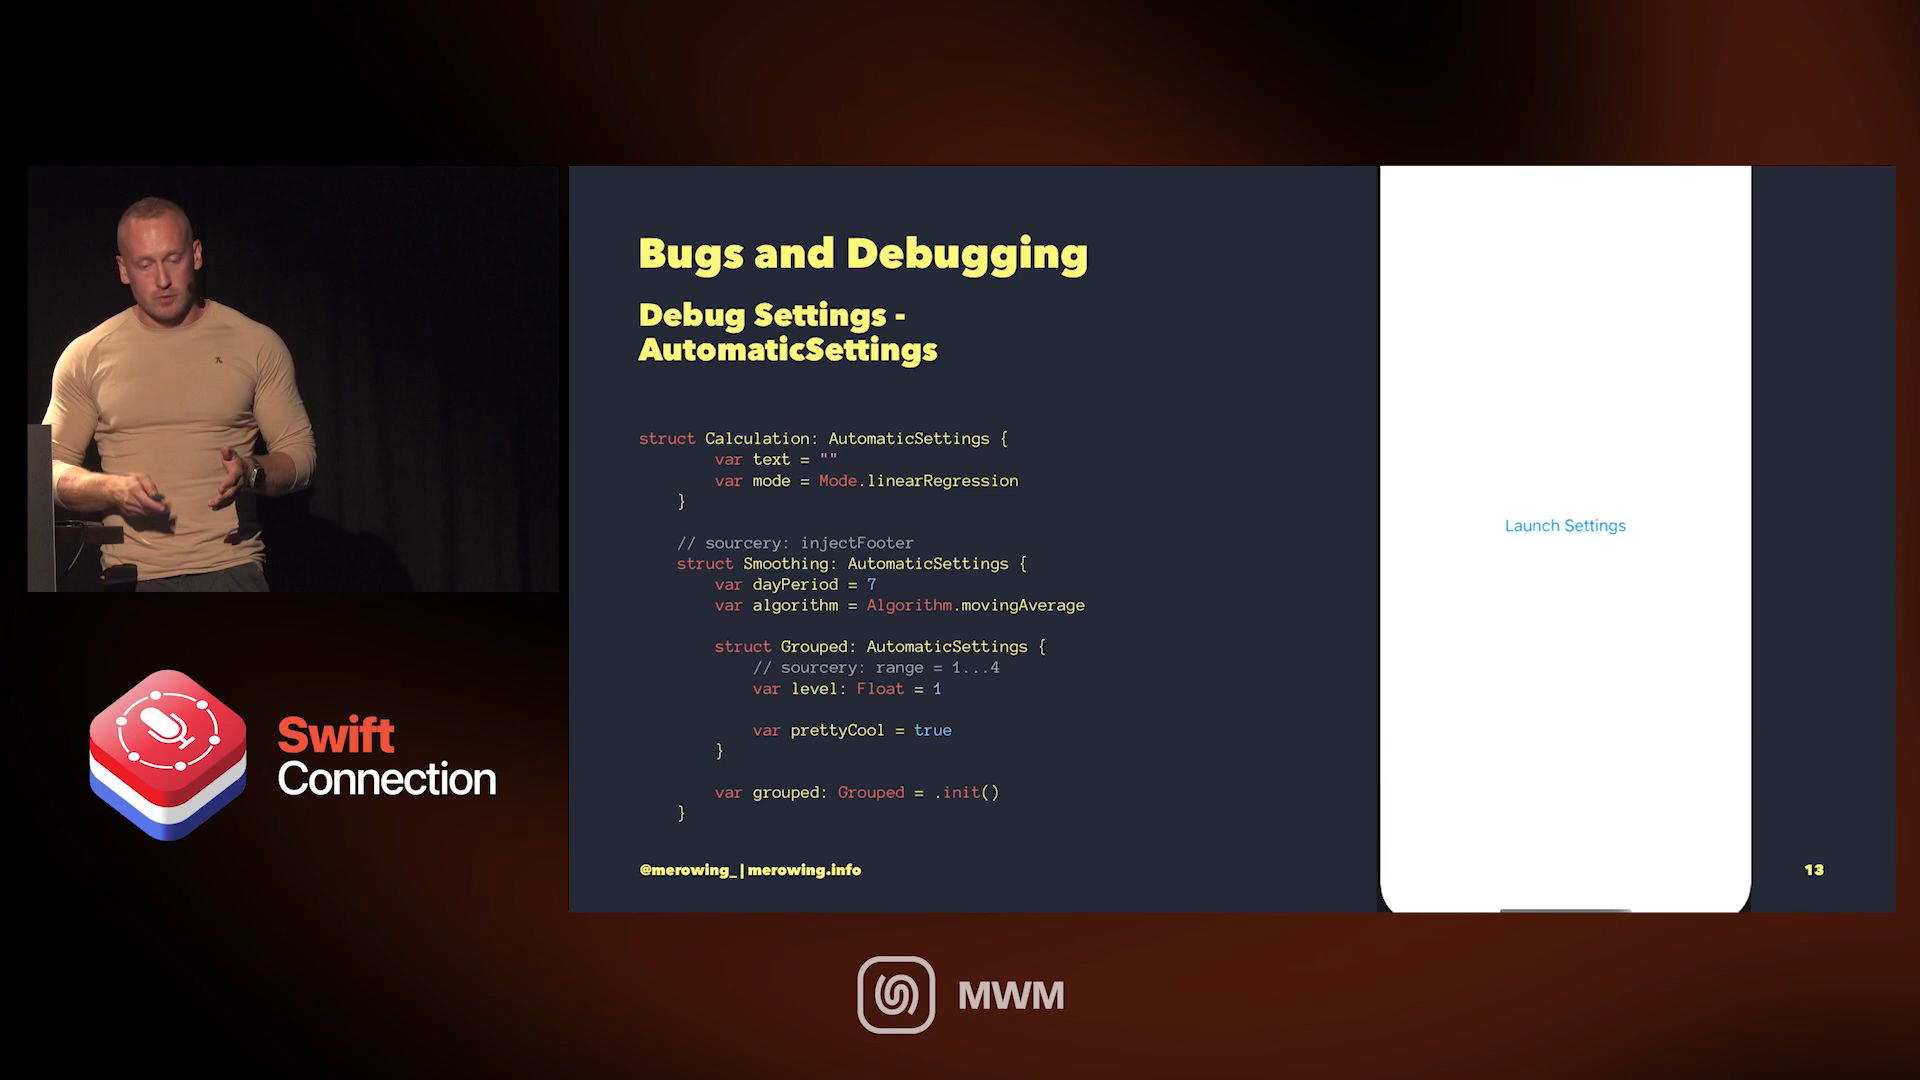 Bugs and Debugging
Debug Settings -
AutomaticSettings
struct Calculation: AutomaticSettings {
var text = ""
var mode = Mode.linearRegression
}
// sourcery: injectFooter
struct Smoothing: AutomaticSettings {
var dayPeriod = 7
var algorithm = Algorithm.movingAverage
struct Grouped: AutomaticSettings {
// sourcery: range = 1...4
var level: Float = 1
var prettyCool = true
}
var grouped: Grouped = .init()
}
@merowing_ | merowing.info
13
Launch Settings
Swift
Connection
MWM